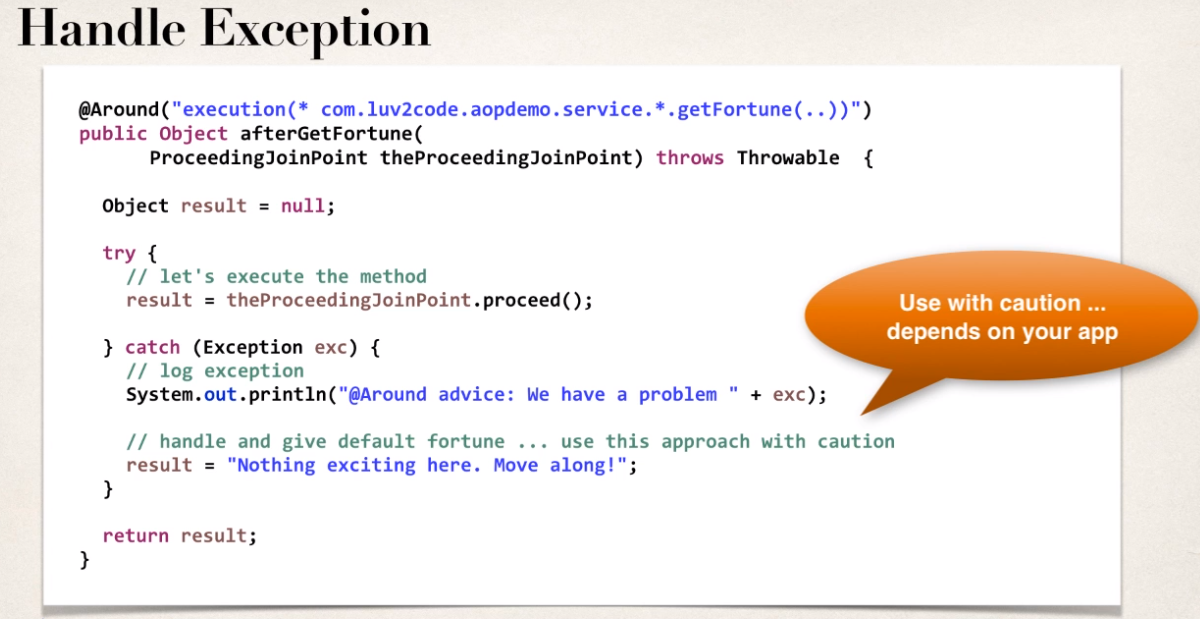 Handle Exception
@Around("execution(* com.luv2code.aopdemo.service.*.getFortune(..))")
public Object afterGetFortune(
ProceedingJoinPoint theProceedingJoinPoint) throws Throwable {
Object result = null;
try {
// let's execute the method
result = theProceedingJoinPoint.proceed();
} catch (Exception exc) {
// log exception
System.out.println("@Around advice: We have a problem " + exc);
// handle and give default fortune ... use this approach with caution
result = "Nothing exciting here. Move along!";
}
return result;
}
Use with caution ...
depends on your app